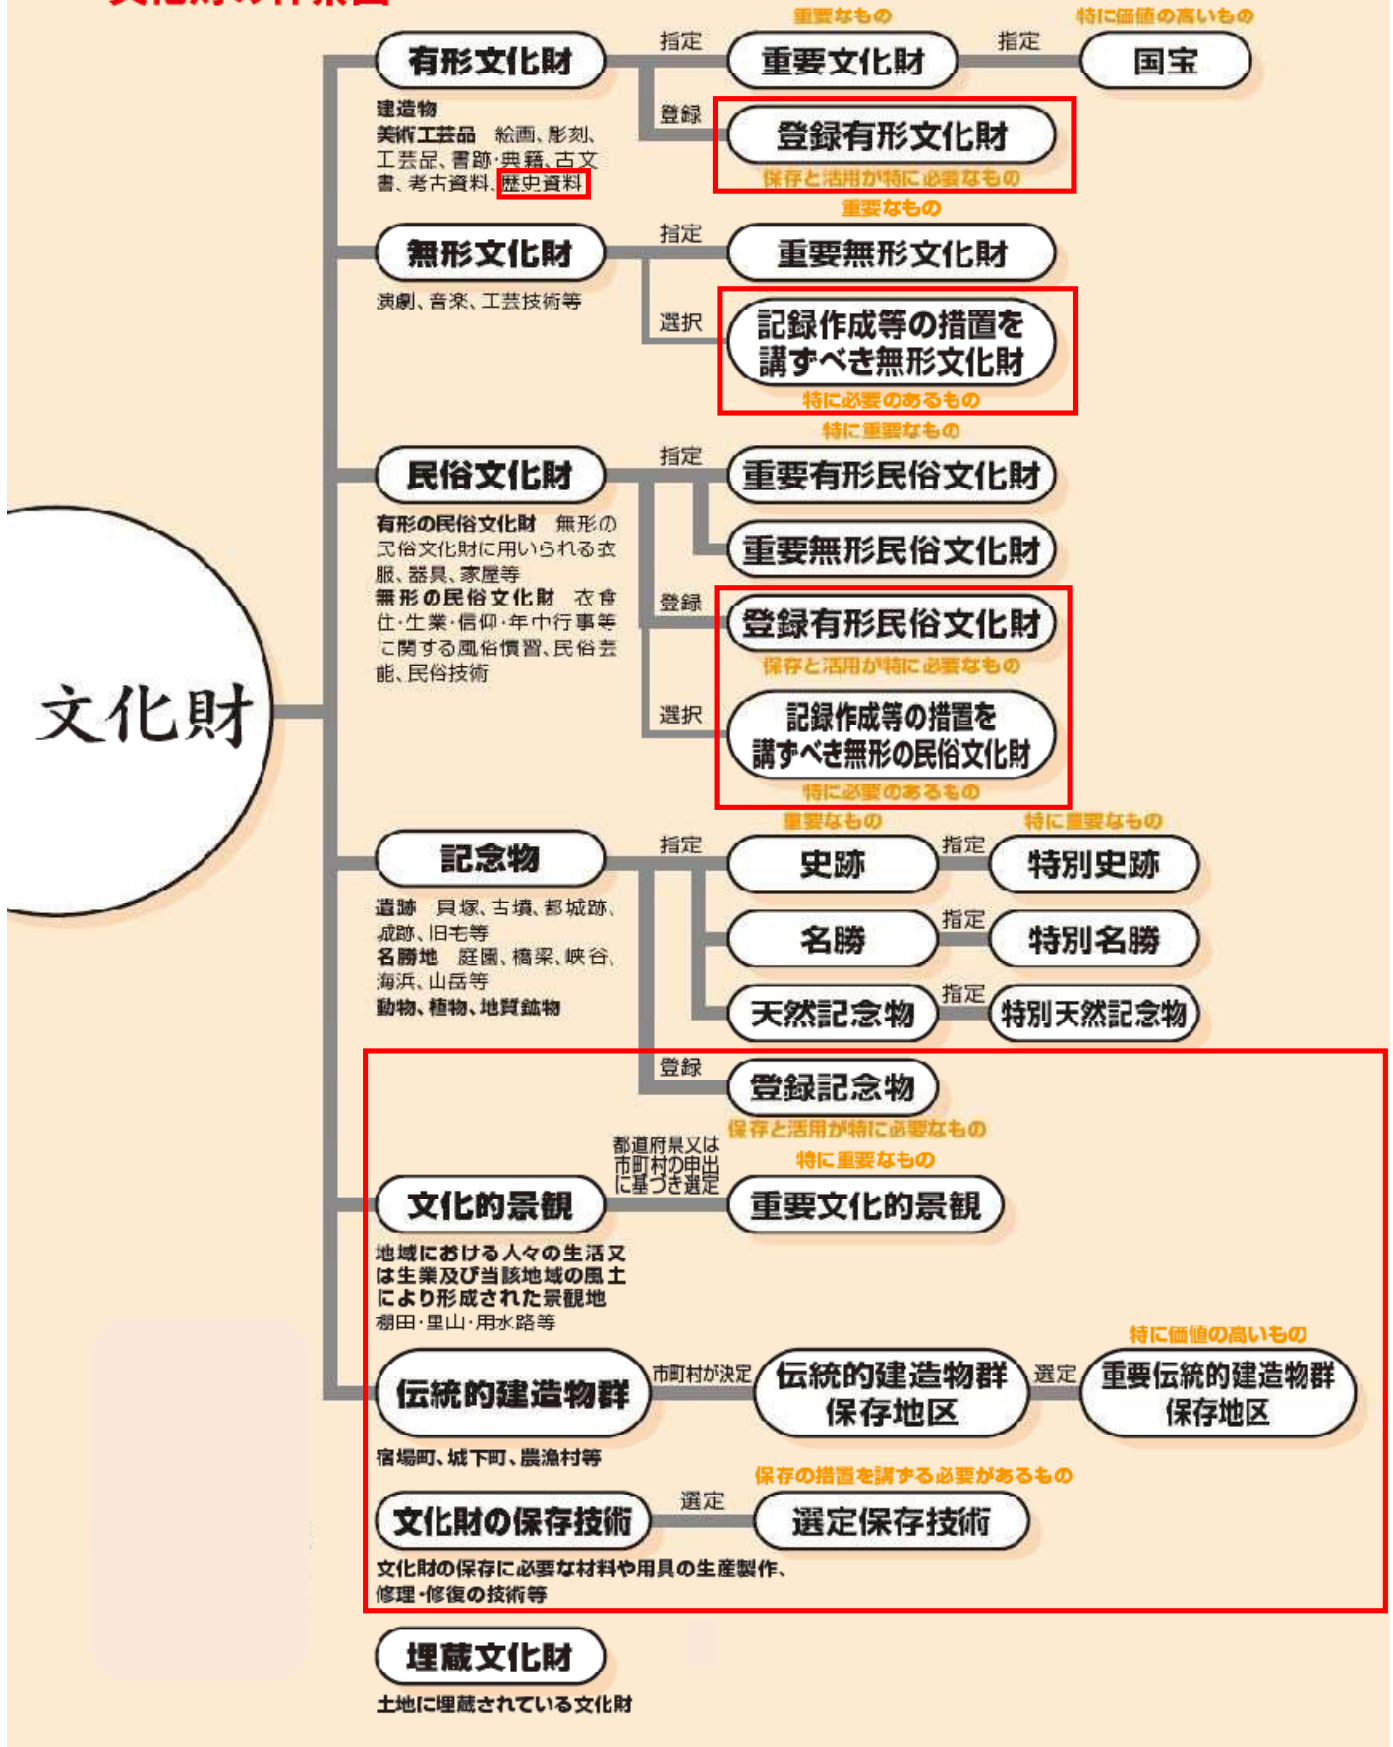 重要なもの
特に価値の高いもの
有形文化財
指定
重要文化財
指定
国宝
建造物
美術工芸品 絵画、彫刻、
工芸品、書跡・典籍、古文
書、考古資料、歴史資料
登録
登録有形文化財
保存と活用が特に必要なもの
重要なもの
無形文化財
指定
重要無形文化財
演劇、音楽、工芸技術等
選択
記録作成等の措置を
講ずべき無形文化財
特に必要のあるもの
特に重要なもの
民俗文化財
指定
重要有形民俗文化財
重要無形民俗文化財
有形の民俗文化財 無形の
民俗文化財に用いられる衣
服、器具、家屋等
無形の民俗文化財 衣食
住・生業・信仰・年中行事等
に関する風俗慣習、民俗芸
能、民俗技術
登録
登録有形民俗文化財
保存と活用が特に必要なもの
文化財
選択
記録作成等の措置を
講ずべき無形の民俗文化財
特に必要のあるもの
重要なもの
特に重要なもの
記念物
指定
史跡
指定
特別史跡
遺跡 貝塚、古墳、都城跡、
城跡、旧宅等
名勝地 庭園、橋梁、峡谷、
海浜、山岳等
動物、植物、地質鉱物
名勝
指定
特別名勝
天然記念物
指定
特別天然記念物
登録
登録記念物
保存と活用が特に必要なもの
都道府県又は
市町村の申出
に基づき選定
特に重要なもの
文化的景観
重要文化的景観
地域における人々の生活又
は生業及び当該地域の風土
により形成された景観地
棚田・里山・用水路等
特に価値の高いもの
伝統的建造物群
市町村が決定
伝統的建造物群
保存地区
選定
重要伝統的建造物群
保存地区
宿場町、城下町、農漁村等
保存の措置を講ずる必要があるもの
文化財の保存技術
選定
選定保存技術
文化財の保存に必要な材料や用具の生産製作、
修理・修復の技術等
埋蔵文化財
土地に埋蔵されている文化財